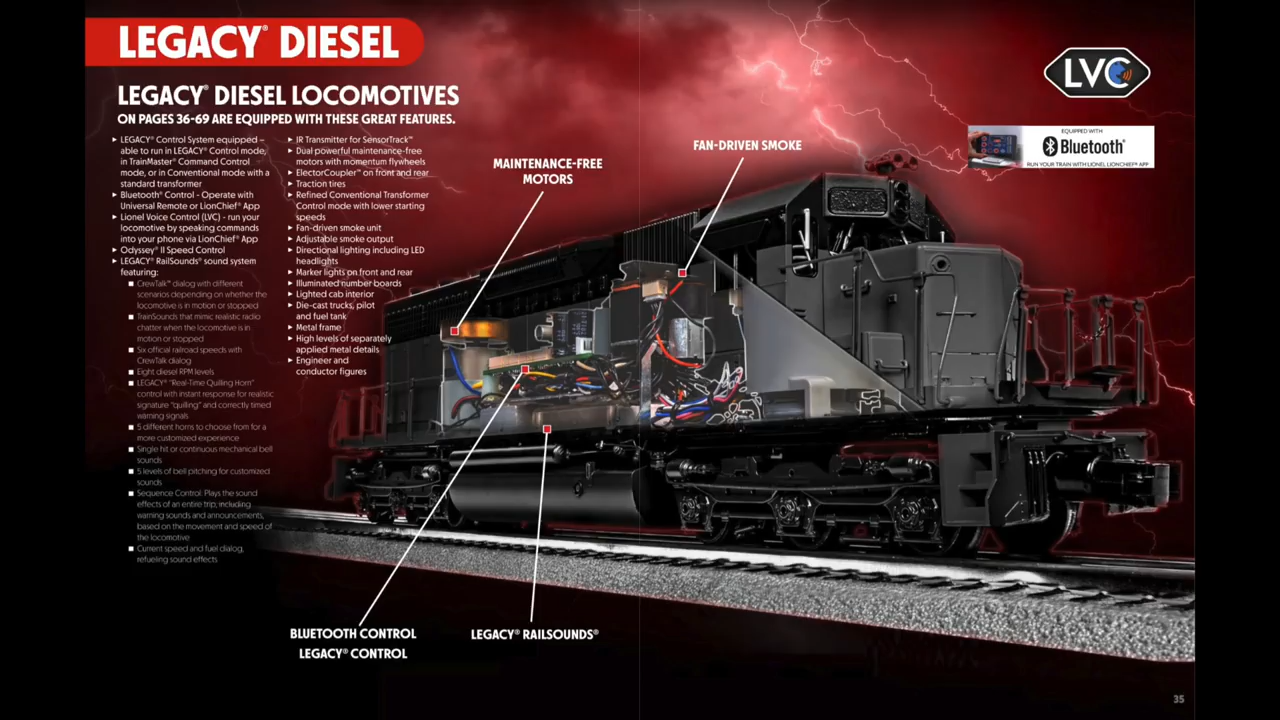 LEGACY® DIESEL
LEGACY® DIESEL LOCOMOTIVES
ON PAGES 36-69 ARE EQUIPPED WITH THESE GREAT FEATURES.
▸ LEGACY® Control System equipped –
able to run in LEGACY® Control mode,
in TrainMaster® Command Control
mode, or in Conventional mode with a
standard transformer
▸ Bluetooth® Control - Operate with
Universal Remote or LionChief® App
▸ Lionel Voice Control (LVC) - run your
locomotive by speaking commands
into your phone via LionChief® App
▸ Odyssey® II Speed Control
▸ LEGACY® RailSounds® sound system
featuring:
■ CrewTalk™ dialog with different
scenarios depending on whether the
locomotive is in motion or stopped
■ TrainSounds that mimic realistic radio
chatter when the locomotive is in
motion or stopped
■ Six official railroad speeds with
CrewTalk dialog
■ Eight diesel RPM levels
■ LEGACY® "Real-Time Quilling Horn"
control with instant response for realistic
signature "quilling" and correctly timed
warning signals
■ 5 different horns to choose from for a
more customized experience
■ Single hit or continuous mechanical bell
sounds
■ 5 levels of bell pitching for customized
sounds
■ Sequence Control: Plays the sound
effects of an entire trip, including
warning sounds and announcements,
based on the movement and speed of
the locomotive
■ Current speed and fuel dialog,
refueling sound effects
▸ IR Transmitter for SensorTrack™
▸ Dual powerful maintenance-free
motors with momentum flywheels
▸ ElectorCoupler™ on front and rear
▸ Traction tires
▸ Refined Conventional Transformer
Control mode with lower starting
speeds
▸ Fan-driven smoke unit
▸ Adjustable smoke output
▸ Directional lighting including LED
headlights
▸ Marker lights on front and rear
▸ Illuminated number boards
▸ Lighted cab interior
▸ Die-cast trucks, pilot
and fuel tank
▸ Metal frame
▸ High levels of separately
applied metal details
▸ Engineer and
conductor figures
MAINTENANCE-FREE
MOTORS
FAN-DRIVEN SMOKE
LVC
EQUIPPED WITH
Bluetooth®
RUN YOUR TRAIN WITH LIONEL LIONCHIEF® APP
BLUETOOTH CONTROL
LEGACY® CONTROL
LEGACY® RAILSOUNDS®
35